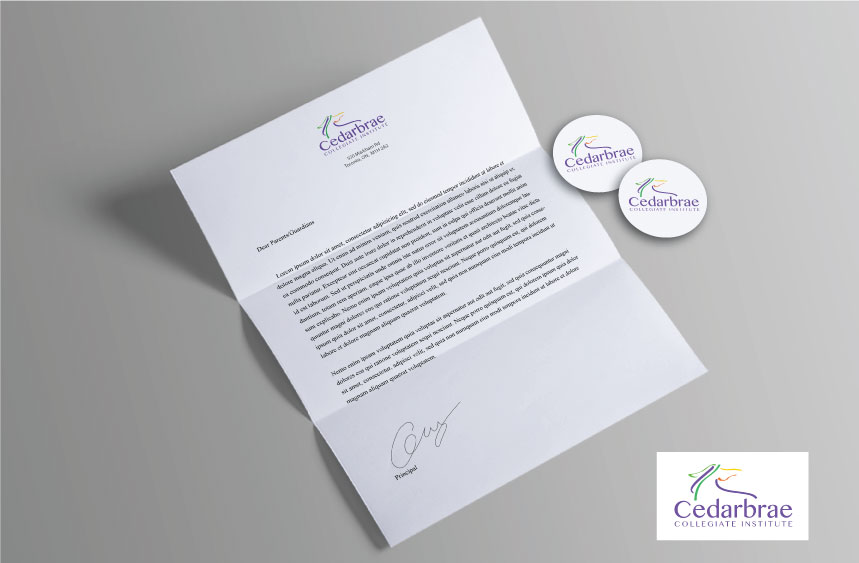 Cedarbrae
COLLEGIATE INSTITUTE
550 Markham Rd
Toronto, ON, M1H 2A2
Dear Parents/Guardians
Lorem ipsum dolor sit amet, consectetur adipisicing elit, sed do eiusmod tempor incididunt ut labore et
dolore magna aliqua. Ut enim ad minim veniam, quis nostrud exercitation ullamco laboris nisi ut aliquip ex
ea commodo consequat. Duis aute irure dolor in reprehenderit in voluptate velit esse cillum dolore eu fugiat
nulla pariatur. Excepteur sint occaecat cupidatat non proident, sunt in culpa qui officia deserunt mollit anim
id est laborum. Sed ut perspiciatis unde omnis iste natus error sit voluptatem accusantium doloremque lau-
dantium, totam rem aperiam, eaque ipsa quae ab illo inventore veritatis et quasi architecto beatae vitae dicta
sunt explicabo. Nemo enim ipsam voluptatem quia voluptas sit aspernatur aut odit aut fugit, sed quia conse-
quuntur magni dolores eos qui ratione voluptatem sequi nesciunt. Neque porro quisquam est, qui dolorem
ipsum quia dolor sit amet, consectetur, adipisci velit, sed quia non numquam eius modi tempora incidunt ut
labore et dolore magnam aliquam quaerat voluptatem.
Nemo enim ipsam voluptatem quia voluptas sit aspernatur aut odit aut fugit, sed quia consequuntur magni
dolores eos qui ratione voluptatem sequi nesciunt. Neque porro quisquam est, qui dolorem ipsum quia dolor
sit amet, consectetur, adipisci velit, sed quia non numquam eius modi tempora incidunt ut labore et dolore
magnam aliquam quaerat voluptatem.
Principal
Cedarbrae
COLLEGIATE INSTITUTE
Cedarbrae
COLLEGIATE INSTITUTE
Cedarbrae
COLLEGIATE INSTITUTE